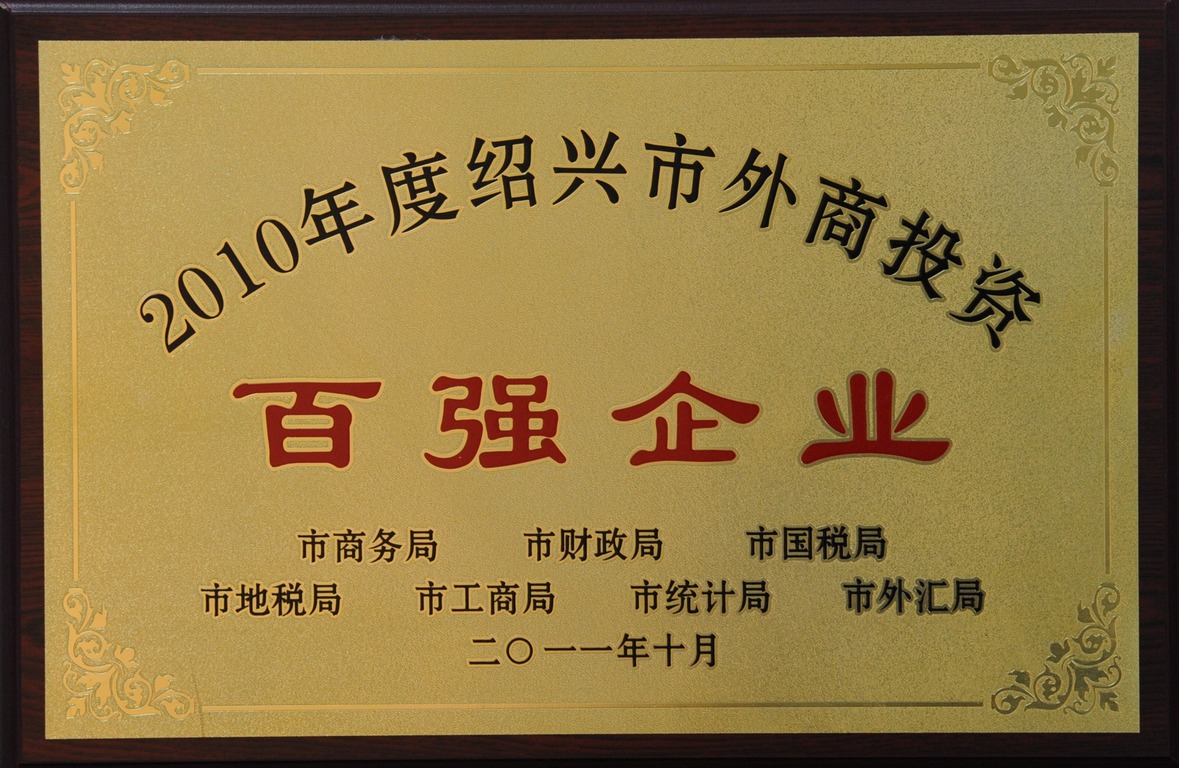 2010年度绍兴市外商投资
百强企业
市商务局 市财政局 市国税局
市地税局 市工商局 市统计局 市外汇局
二〇一一年十月